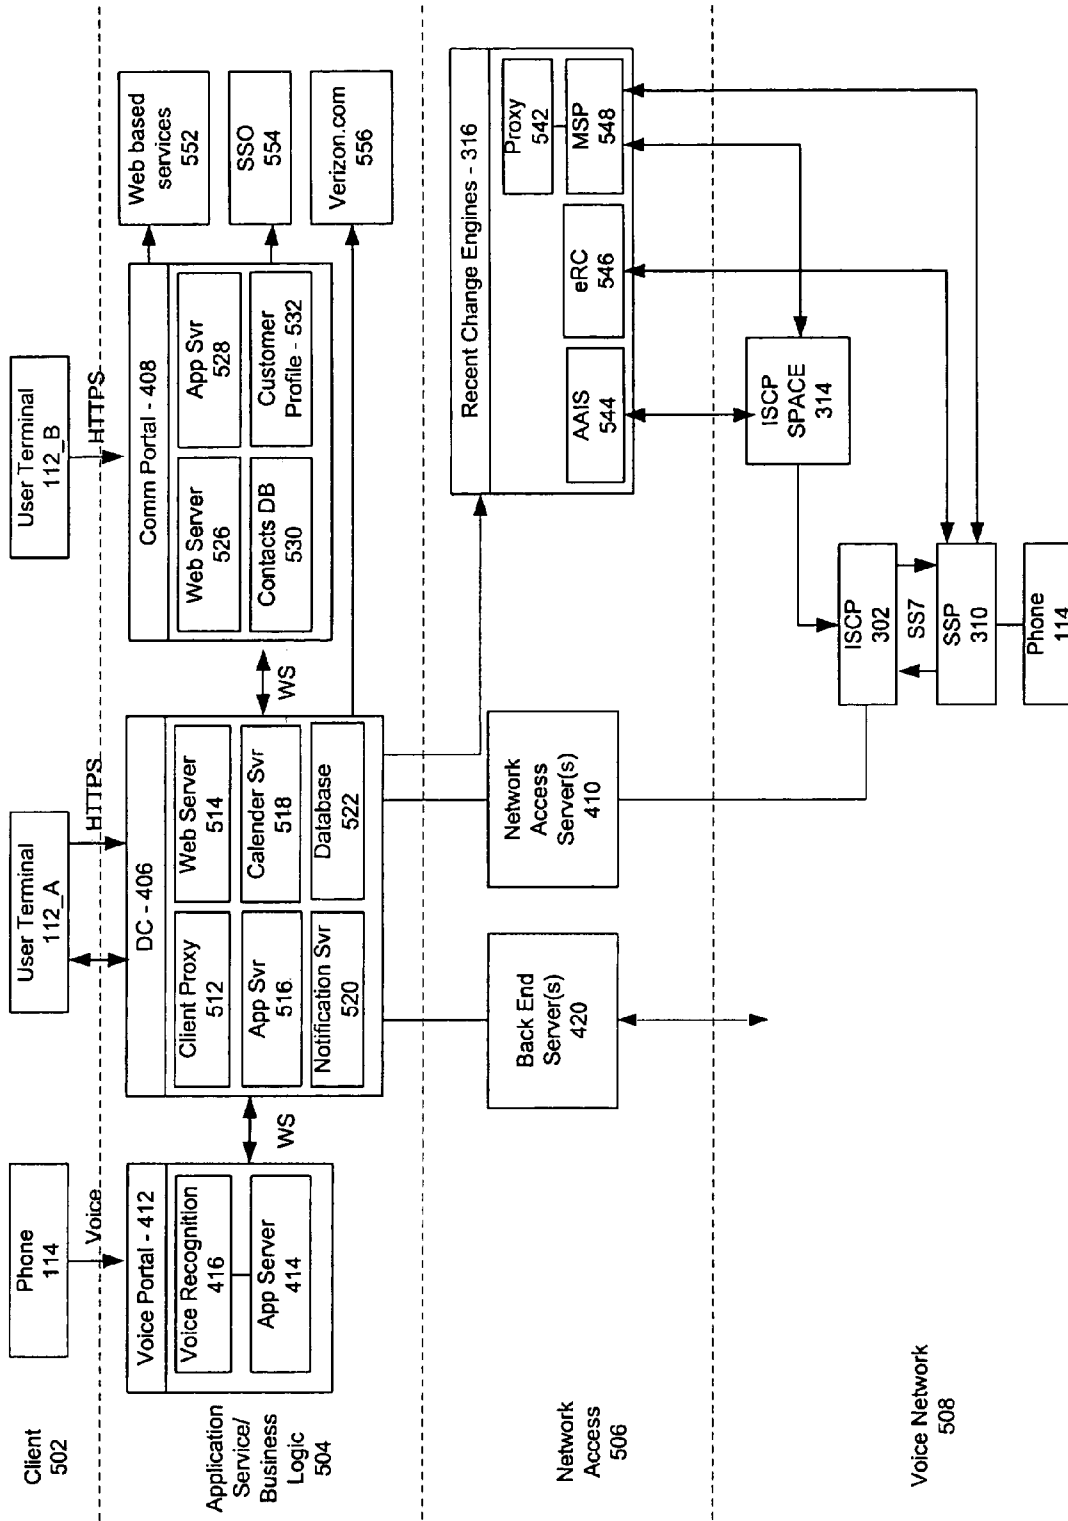 Client
502
Phone
114
User Terminal
112_A
User Terminal
112_B
Voice
HTTPS
HTTPS
Application
Service/
Business
Logic
504
Voice Portal - 412
Voice Recognition
416
App Server
414
WS
DC - 406
Client Proxy
512
Web Server
514
App Svr
516
Calender Svr
518
Notification Svr
520
Database
522
WS
Comm Portal - 408
Web Server
526
App Svr
528
Contacts DB
530
Customer
Profile - 532
Web based
services
552
SSO
554
Verizon.com
556
Network
Access
506
Back End
Server(s)
420
Network
Access
Server(s)
410
Recent Change Engines - 316
Proxy
542
AAIS
544
eRC
546
MSP
548
Voice Network
508
ISCP
SPACE
314
ISCP
302
SS7
SSP
310
Phone
114